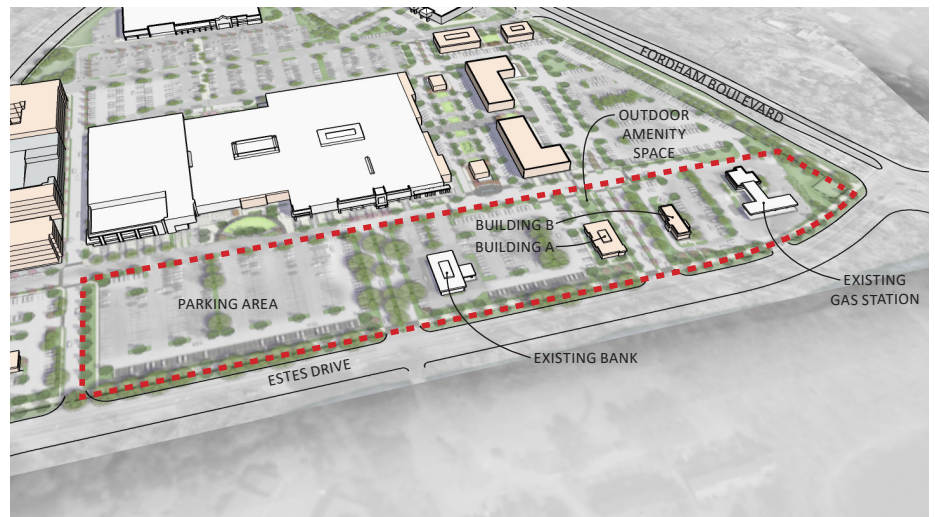 FORDHAM BOULEVARD
OUTDOOR
AMENITY
SPACE
BUILDING B
BUILDING A
EXISTING
GAS STATION
PARKING AREA
EXISTING BANK
ESTES DRIVE